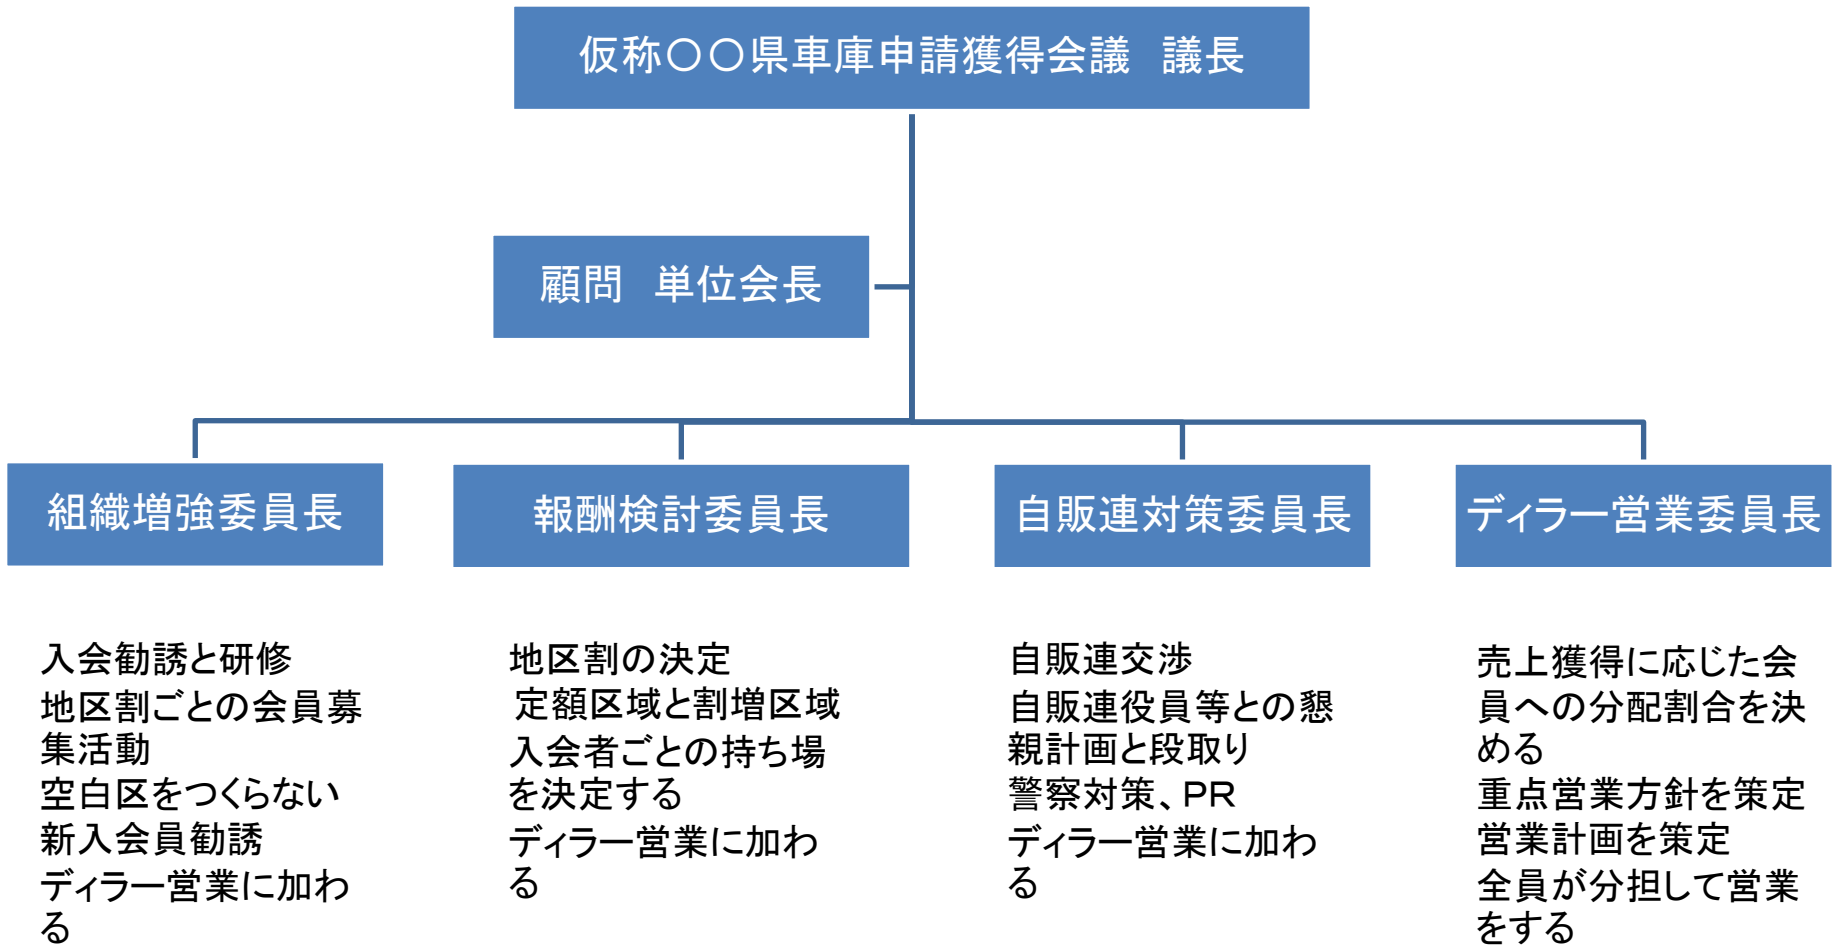 仮称〇〇県車庫申請獲得会議　議長
顧問　単位会長
組織増強委員長
報酬検討委員長
自販連対策委員長
ディラー営業委員長
入会勧誘と研修
地区割ごとの会員募
集活動
空白区をつくらない
新入会員勧誘
ディラー営業に加わ
る
地区割の決定
定額区域と割増区域
入会者ごとの持ち場
を決定する
ディラー営業に加わ
る
自販連交渉
自販連役員等との懇
親計画と段取り
警察対策、PR
ディラー営業に加わ
る
売上獲得に応じた会
員への分配割合を決
める
重点営業方針を策定
営業計画を策定
全員が分担して営業
をする